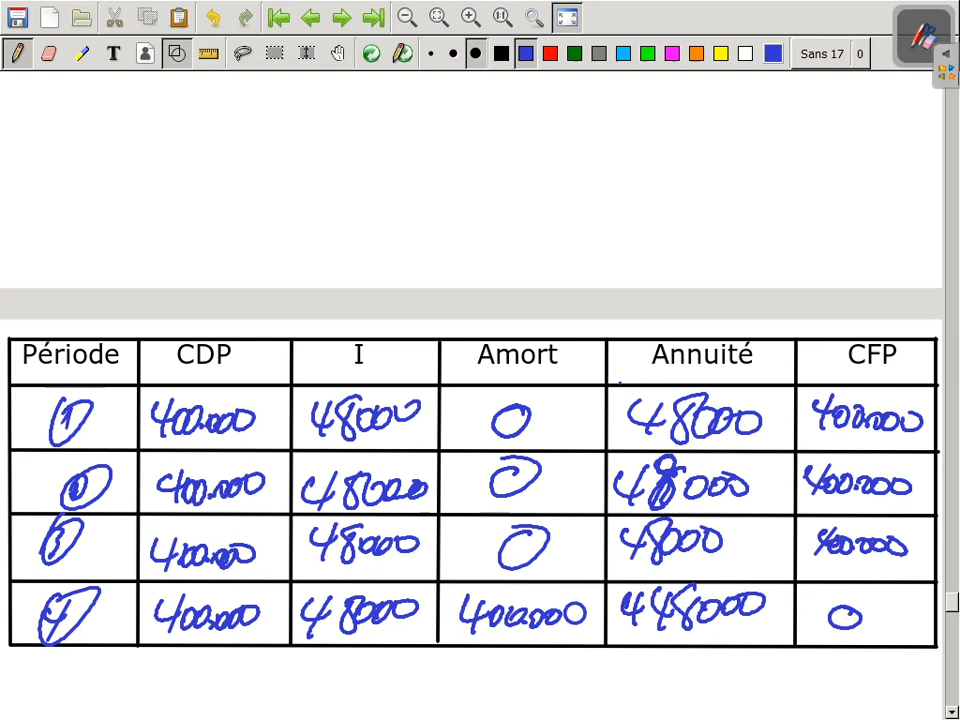 Sans 17 0
Période CDP I Amort Annuité CFP
1 400.000 48000 0 48000 400.000
400.000 48000 0 48000 400.000
3 400.000 48000 0 48000 400.000
4 400.000 48000 400.000 448000 0